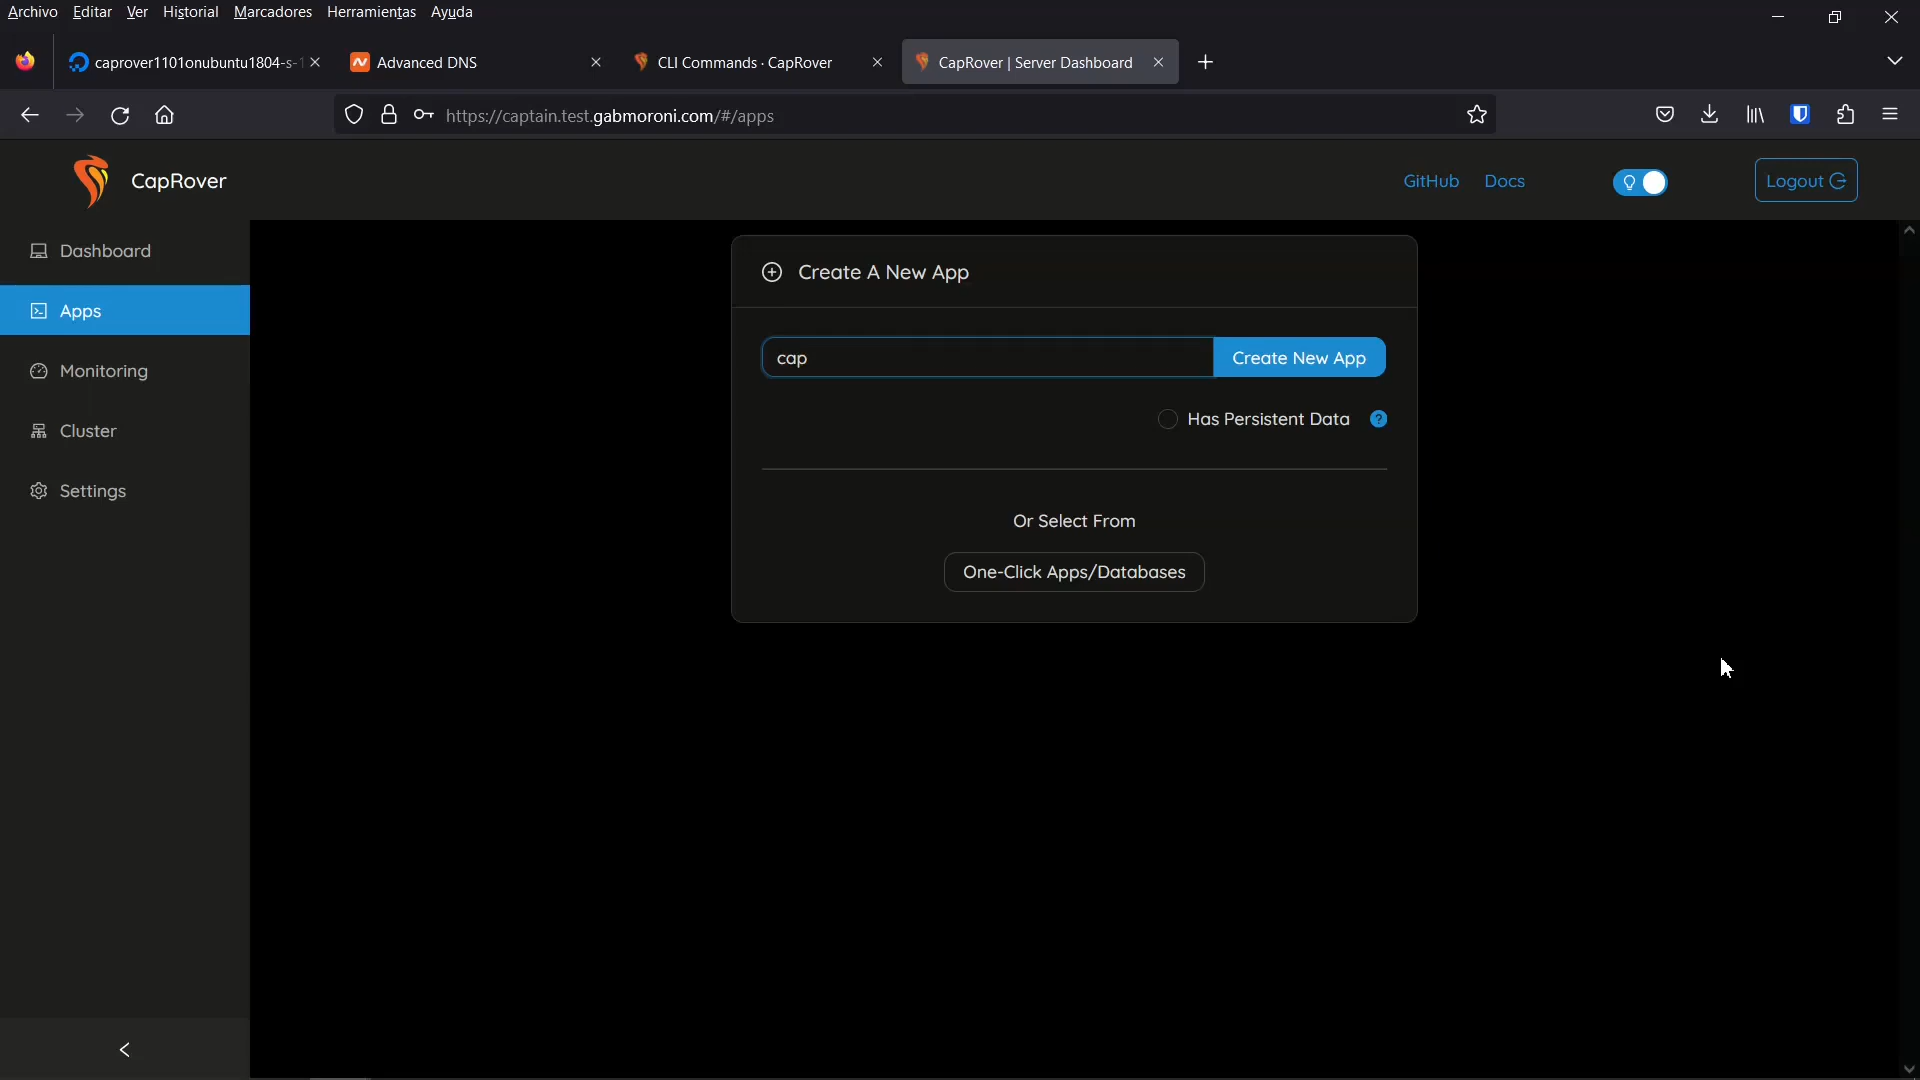 Archivo Editar Ver Historial Marcadores Herramientas Ayuda
caprover1101onubuntu1804-s-1 Advanced DNS CLI Commands · CapRover CapRover | Server Dashboard
https://captain.test.gabmoroni.com/#/apps
CapRover GitHub Docs Logout
Dashboard
Apps
Monitoring
Cluster
Settings
Create A New App
cap Create New App
Has Persistent Data ?
Or Select From
One-Click Apps/Databases